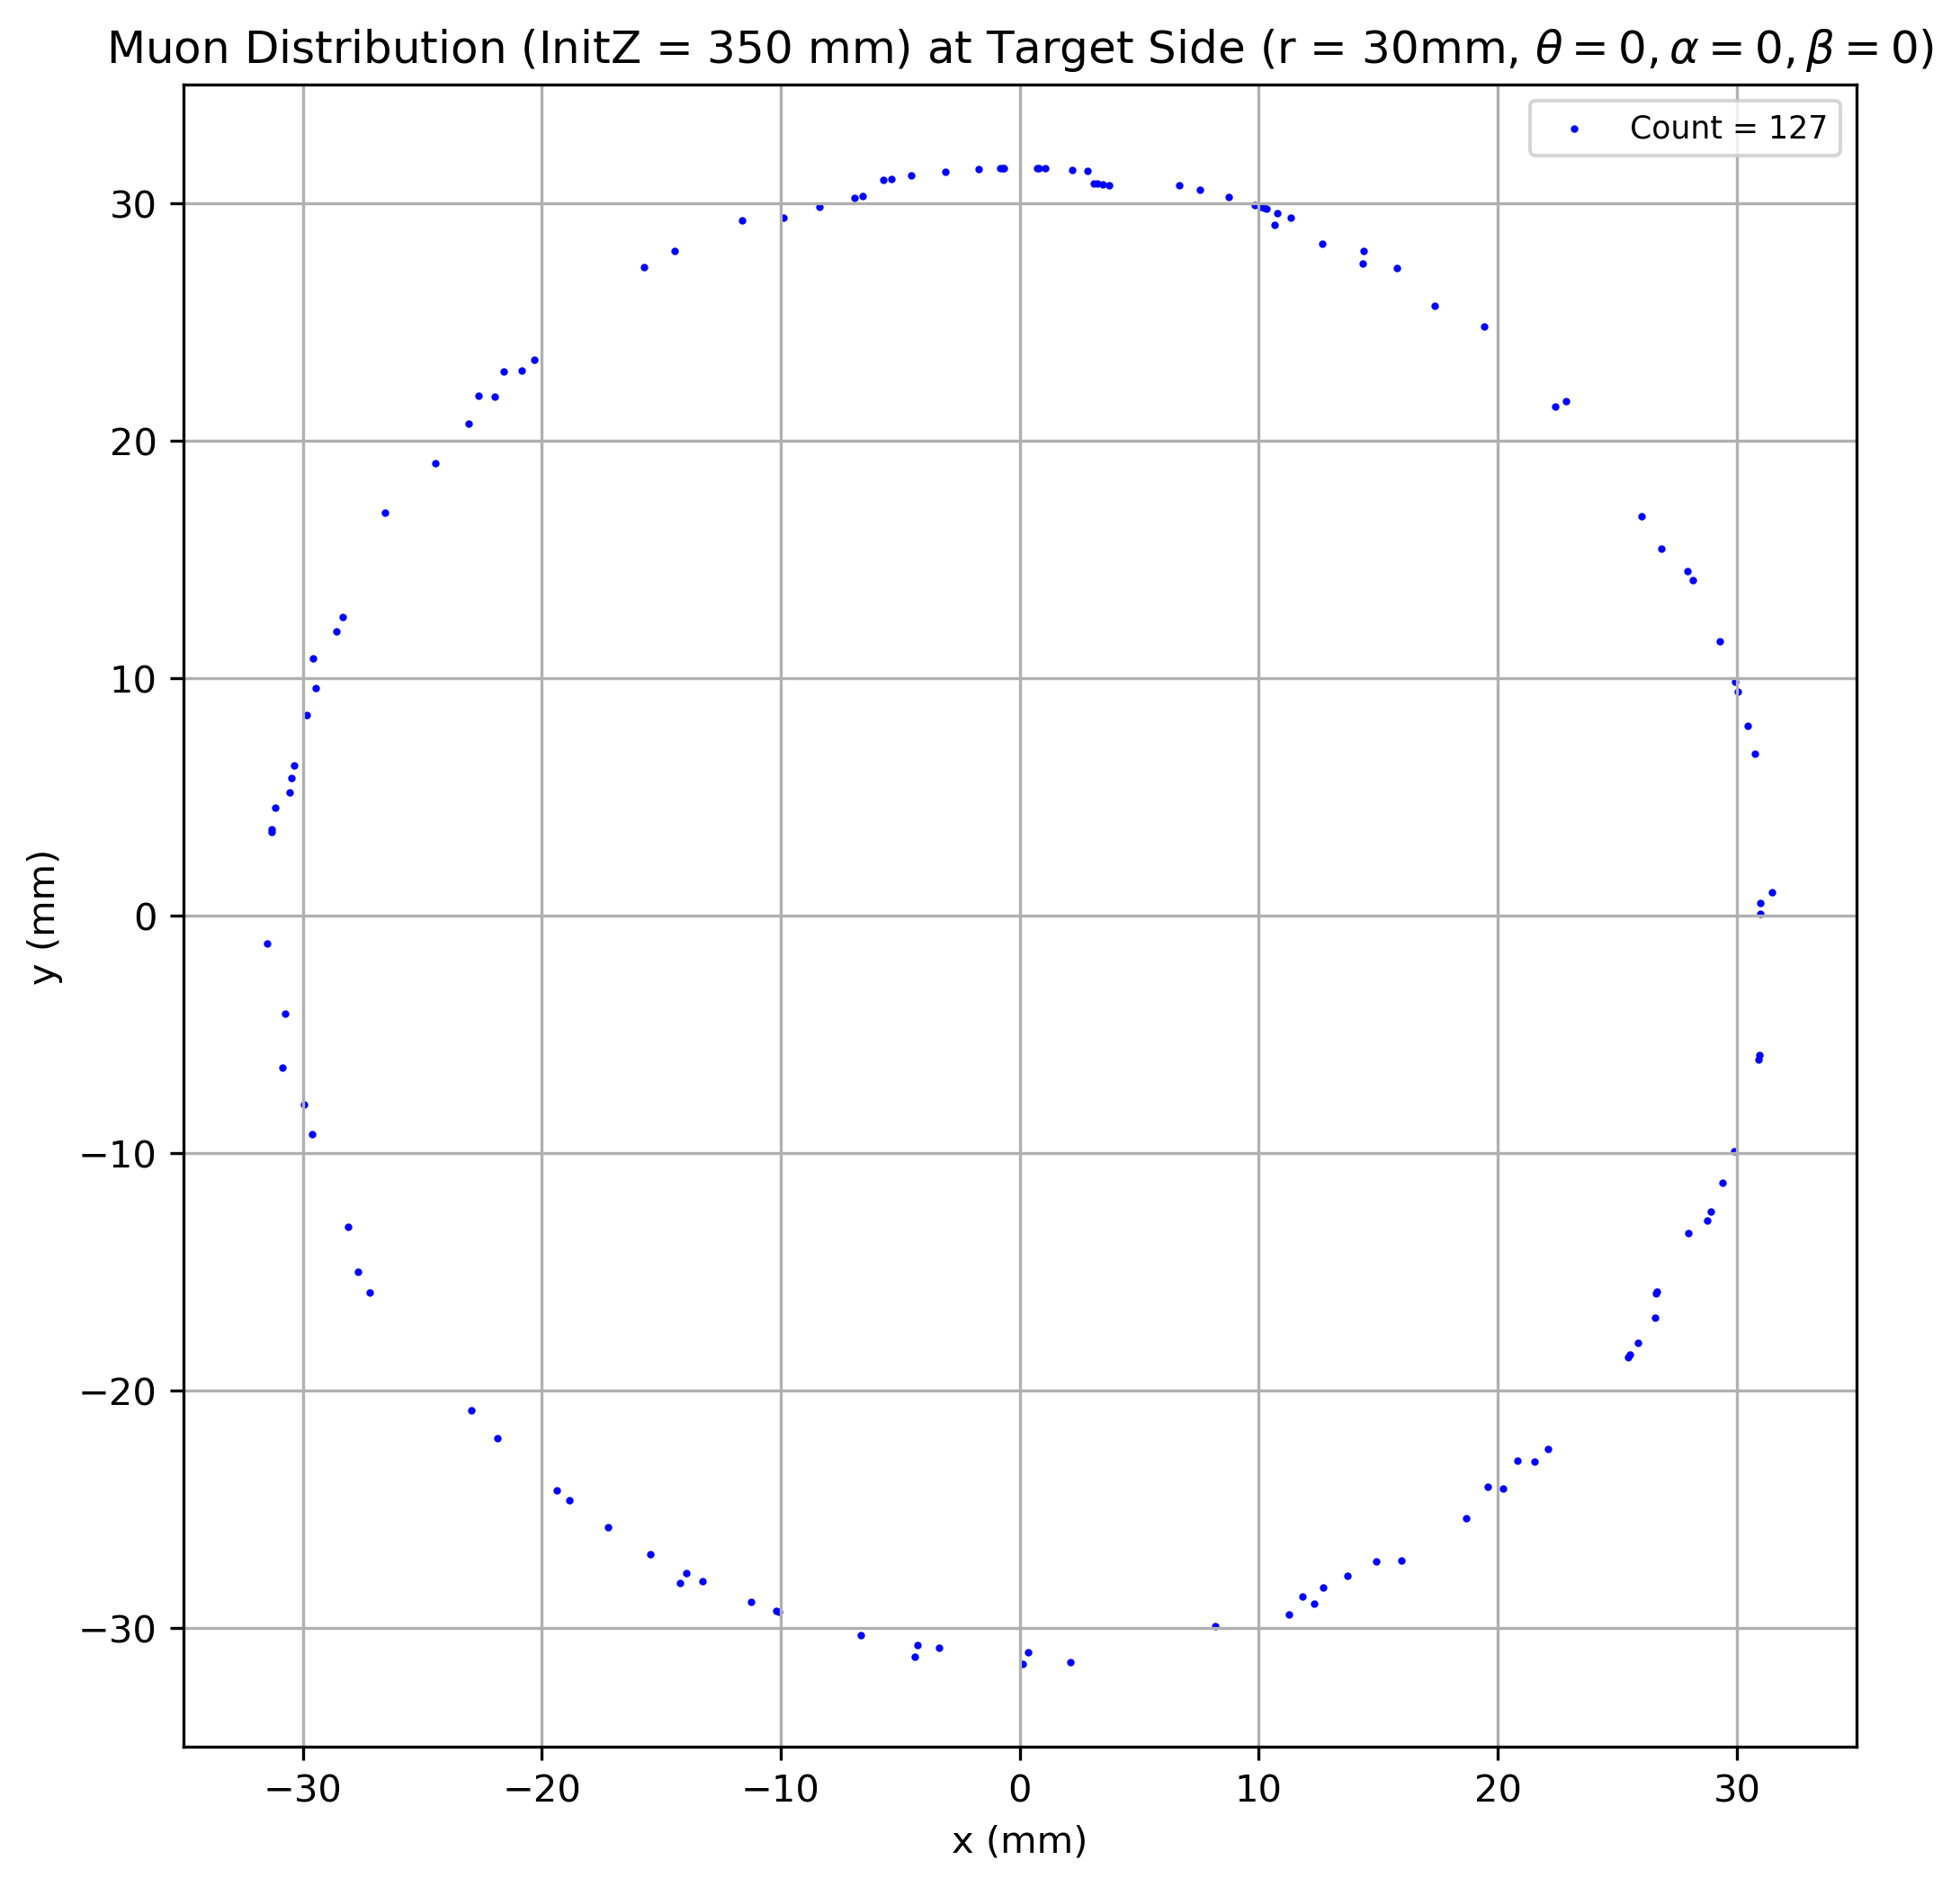 Muon Distribution (InitZ = 350 mm) at Target Side (r = 30mm, θ = 0, α = 0, β = 0)
Count = 127
30
20
10
0
−10
−20
−30
y (mm)
−30 −20 −10 0 10 20 30
x (mm)